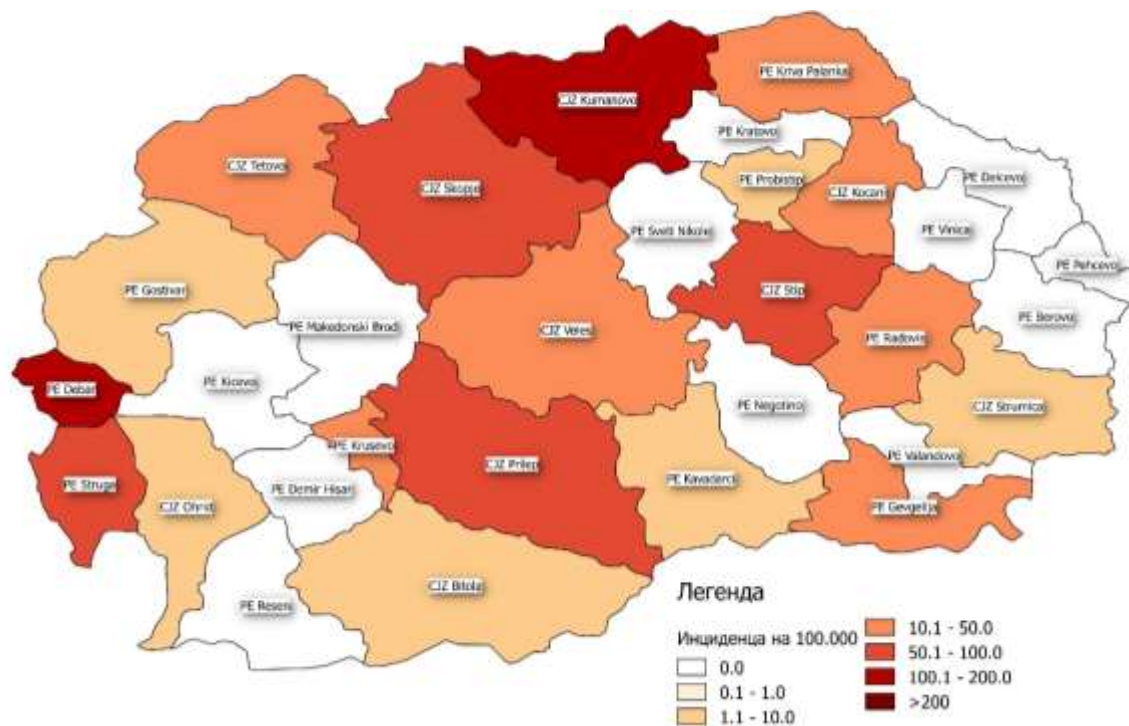 PE Kriva Palanka
CJZ Kumanovo
PE Kratovo
CJZ Tetovo
CJZ Skopje
PE Probistip
CJZ Kocani
PE Delcevo
PE Sveti Nikole
PE Vinica
PE Pehcevo
PE Gostivar
CJZ Stip
PE Makedonski Brod
CJZ Veles
PE Radovis
PE Berovo
PE Debar
PE Kicevo
PE Negotino
CJZ Strumica
PE Krusevo
PE Valandovo
CJZ Prilep
PE Struga
PE Demir Hisar
PE Kavadarci
CJZ Ohrid
PE Gevgelija
CJZ Bitola
PE Resen
Легенда
Инциденца на 100.000
0.0
0.1 - 1.0
1.1 - 10.0
10.1 - 50.0
50.1 - 100.0
100.1 - 200.0
>200